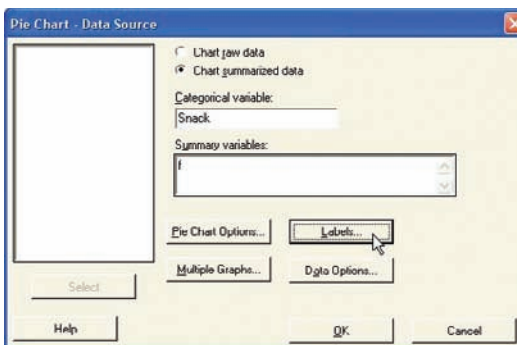 Pie Chart - Data Source
Chart raw data
Chart summarized data
Categorical variable:
Snack
Summary variables:
f
Pie Chart Options...
Labels...
Multiple Graphs...
Data Options...
Select
Help
OK
Cancel